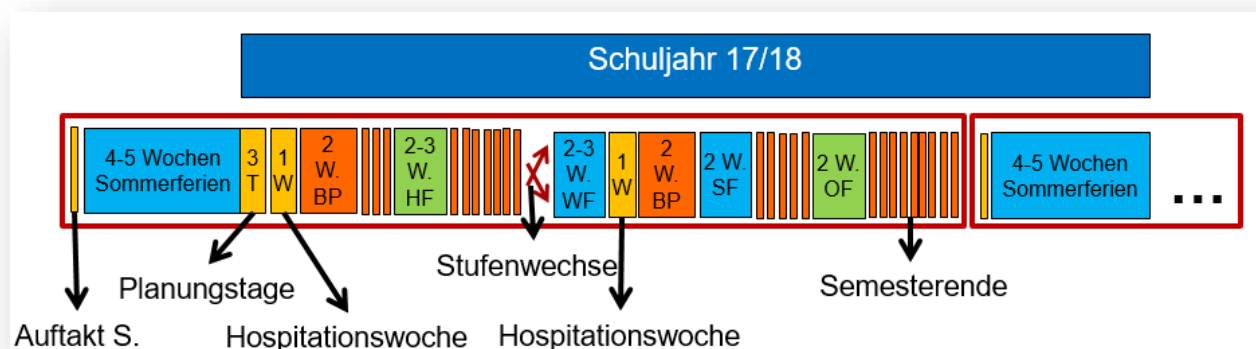 Schuljahr 17/18
4-5 Wochen
Sommerferien
3
T
1
W
2
W.
BP
2-3
W.
HF
2-3
W.
WF
1
W
2
W.
BP
2 W.
SF
2 W.
OF
4-5 Wochen
Sommerferien
...
Stufenwechse
Planungstage
Semesterende
Auftakt S.
Hospitationswoche
Hospitationswoche